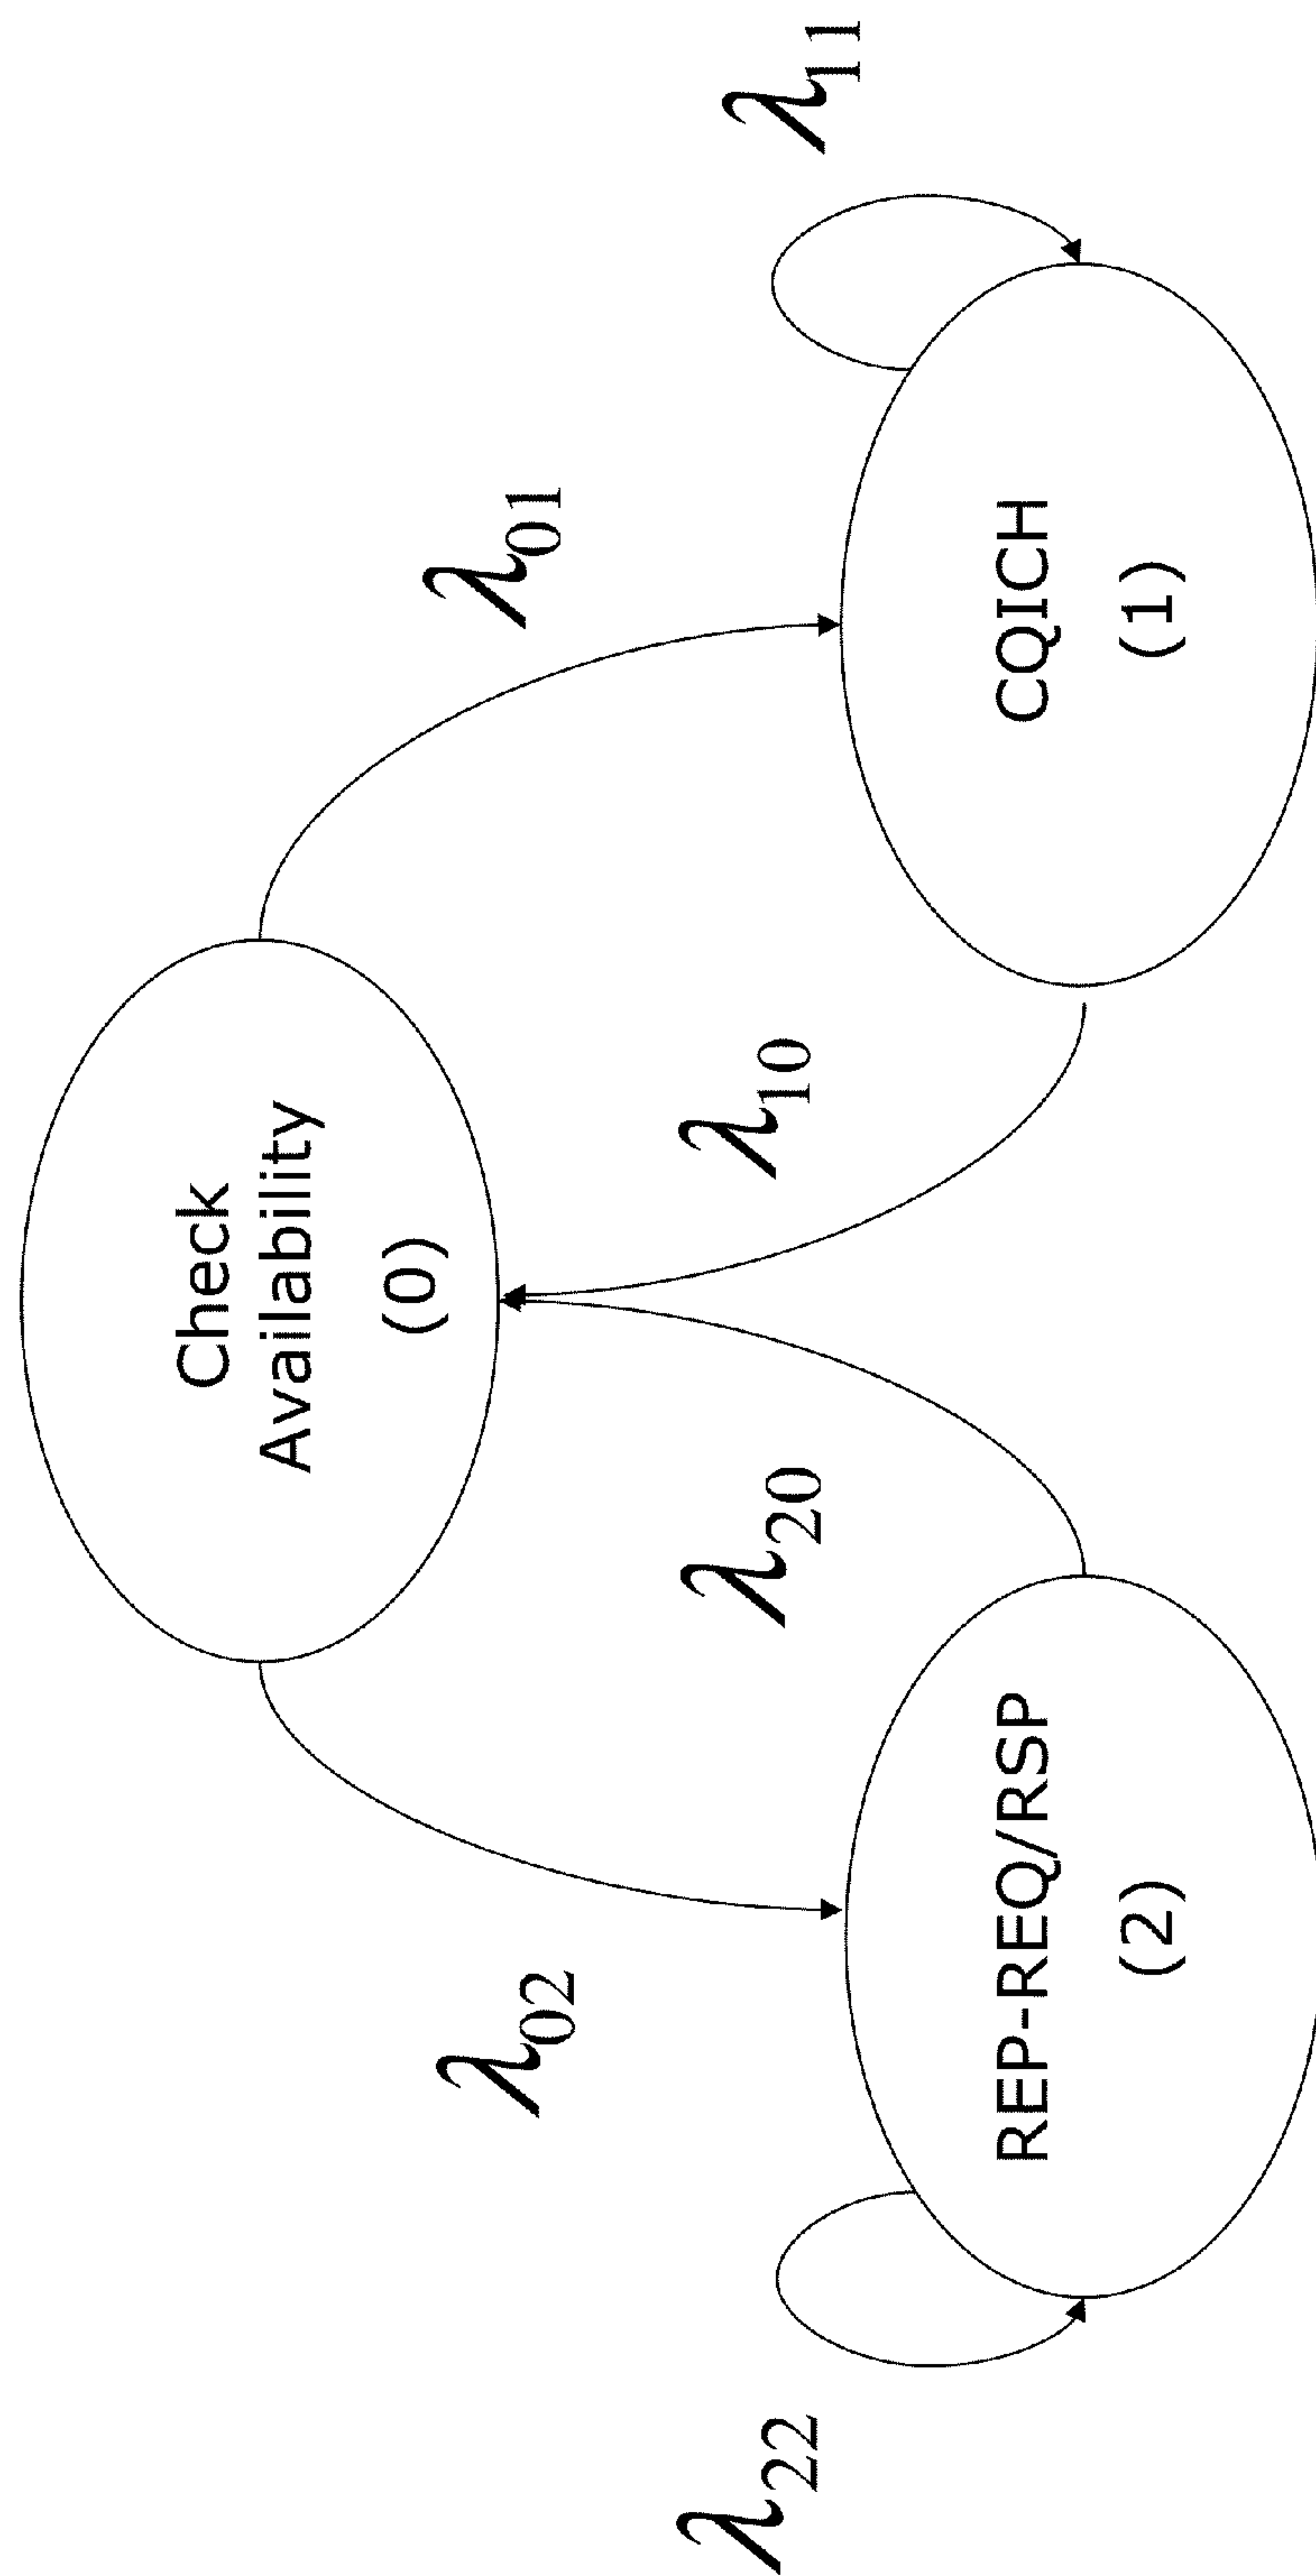 Check
Availability
(0)
λ02
λ01
λ20
λ10
λ22
λ11
REP-REQ/RSP
(2)
CQICH
(1)